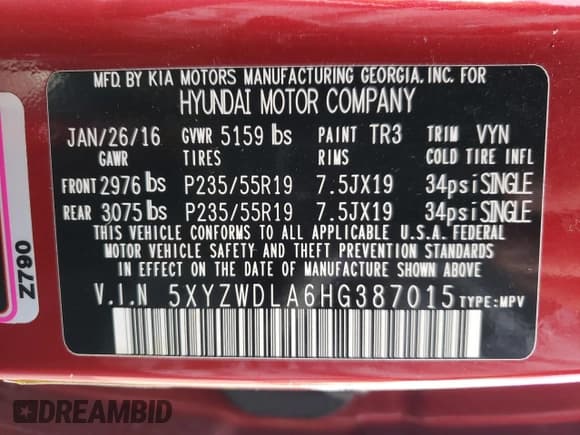 MFD. BY KIA MOTORS MANUFACTURING GEORGIA, INC. FOR
HYUNDAI MOTOR COMPANY
JAN/26/16 GVWR 5159 lbs PAINT TR3 TRIM VYN
GAWR TIRES RIMS COLD TIRE INFL
FRONT 2976 lbs P235/55R19 7.5JX19 34psi SINGLE
REAR 3075 lbs P235/55R19 7.5JX19 34psi SINGLE
THIS VEHICLE CONFORMS TO ALL APPLICABLE U.S.A. FEDERAL
MOTOR VEHICLE SAFETY AND THEFT PREVENTION STANDARDS
IN EFFECT ON THE DATE OF MANUFACTURE SHOWN ABOVE.
V.I.N 5XYZWDLA6HG387015 TYPE: MPV
Z790
DREAMBID